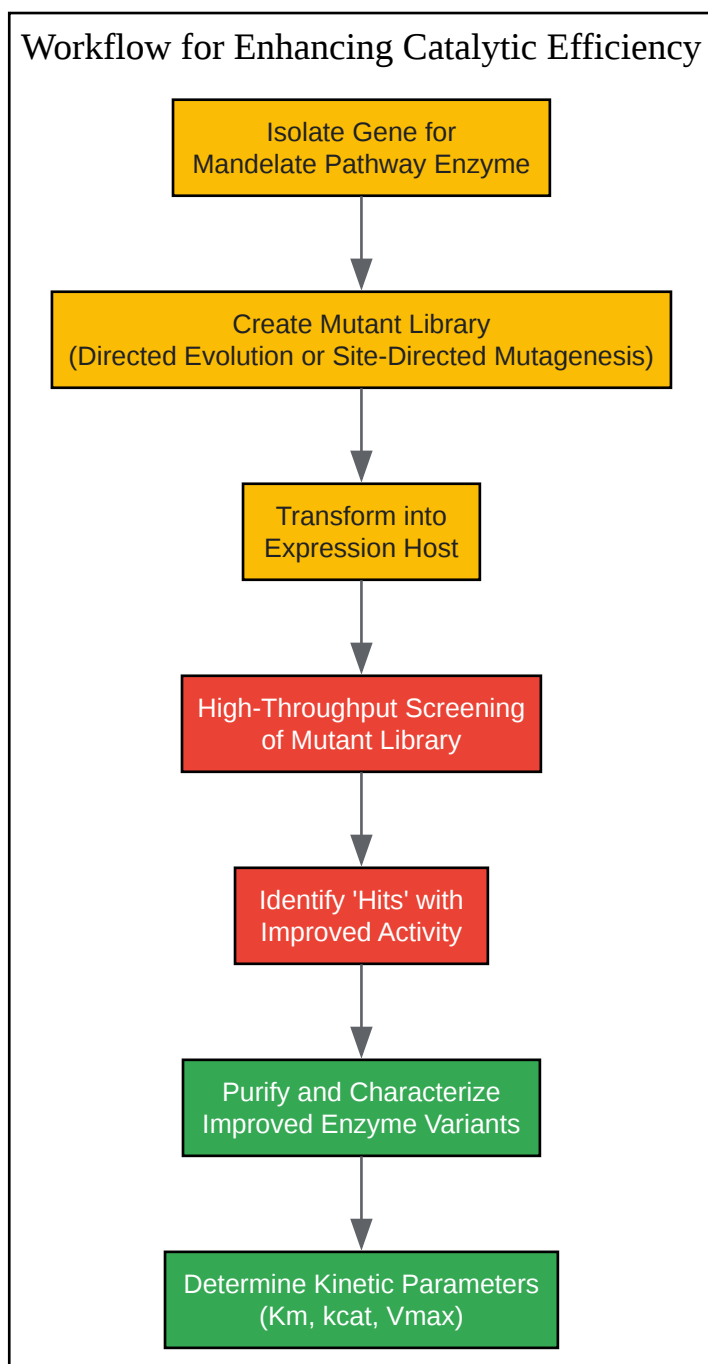 Workflow for Enhancing Catalytic Efficiency
Isolate Gene for
Mandelate Pathway Enzyme
Create Mutant Library
(Directed Evolution or Site-Directed Mutagenesis)
Transform into
Expression Host
High-Throughput Screening
of Mutant Library
Identify 'Hits' with
Improved Activity
Purify and Characterize
Improved Enzyme Variants
Determine Kinetic Parameters
(Km, kcat, Vmax)